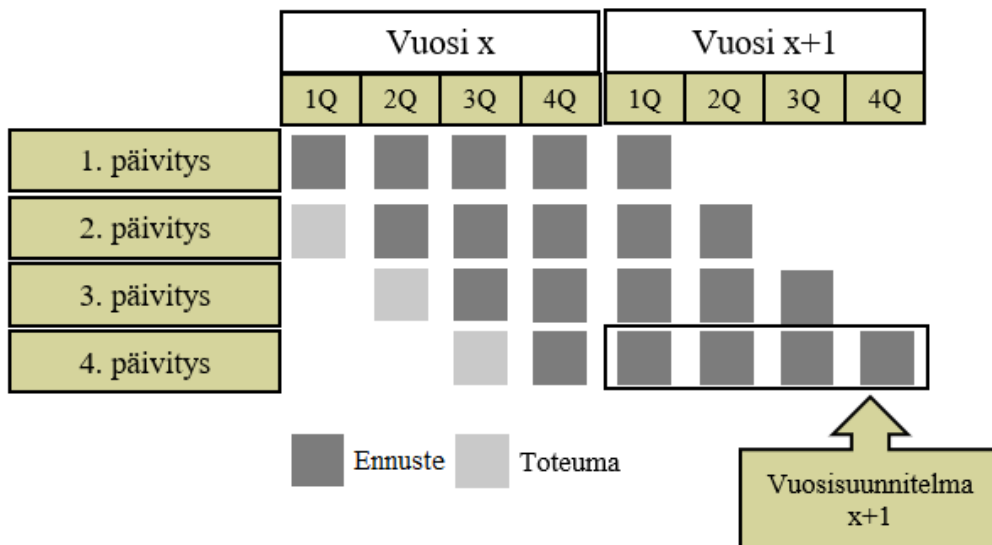 Vuosi x Vuosi x+1
1Q 2Q 3Q 4Q 1Q 2Q 3Q 4Q
1. päivitys
2. päivitys
3. päivitys
4. päivitys
Ennuste Toteuma
Vuosisuunnitelma
x+1